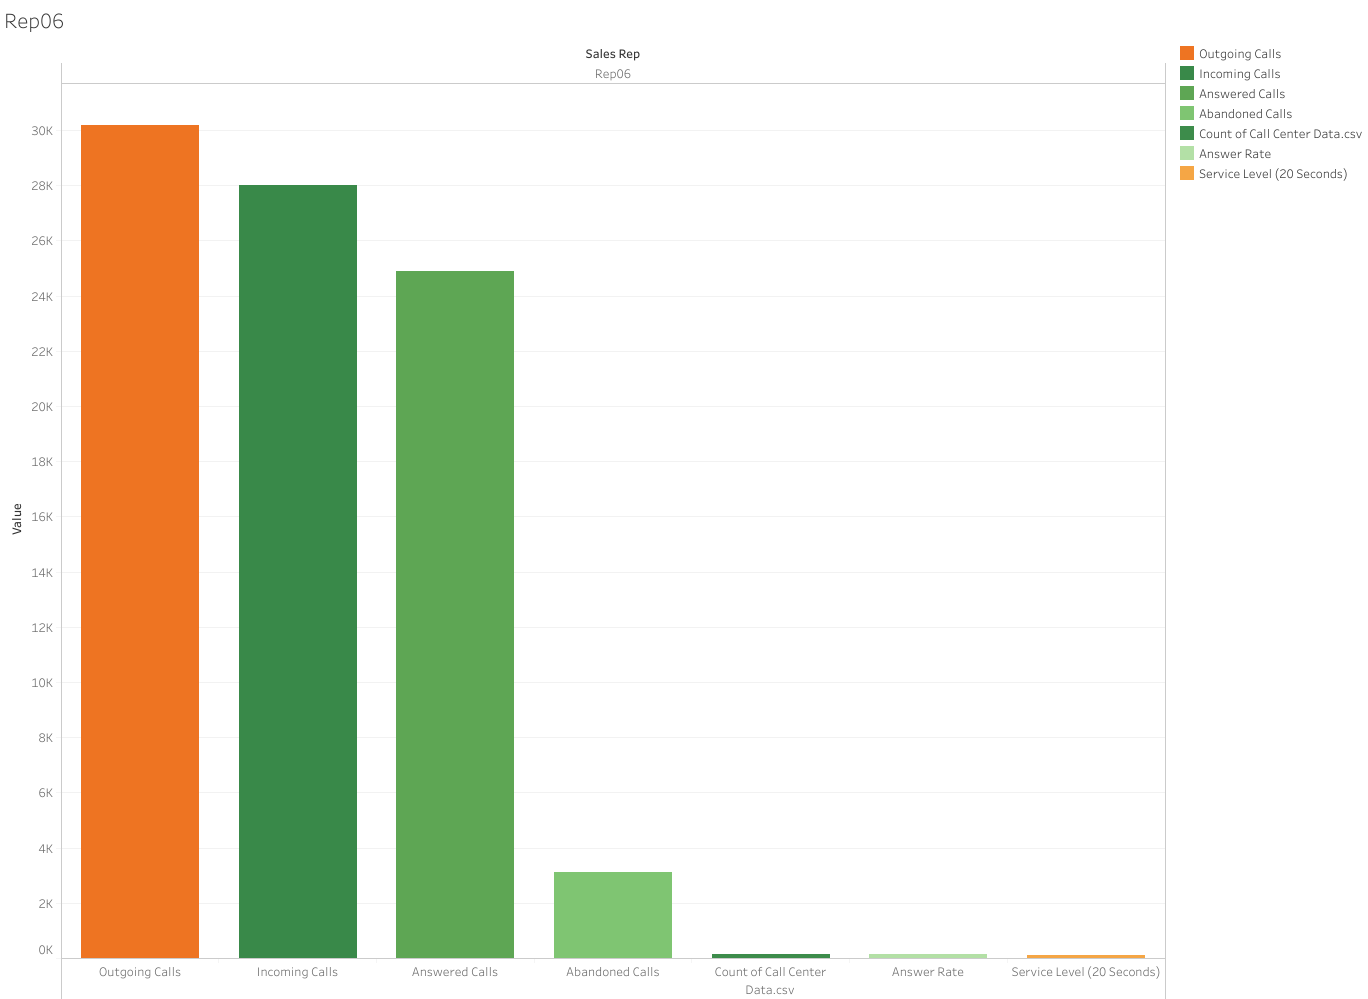 Rep06
Sales Rep
Rep06
Outgoing Calls
Incoming Calls
Answered Calls
Abandoned Calls
Count of Call Center Data.csv
Answer Rate
Service Level (20 Seconds)
Value
30K
28K
26K
24K
22K
20K
18K
16K
14K
12K
10K
8K
6K
4K
2K
0K
Outgoing Calls
Incoming Calls
Answered Calls
Abandoned Calls
Count of Call Center
Data.csv
Answer Rate
Service Level (20 Seconds)